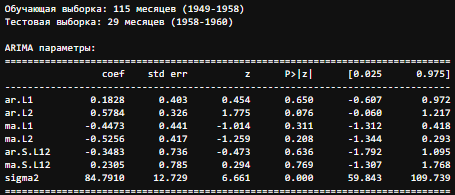 Обучающая выборка: 115 месяцев (1949-1958)
Тестовая выборка: 29 месяцев (1958-1960)
ARIMA параметры:
==============================================================================
coef std err z P>|z| [0.025 0.975]
------------------------------------------------------------------------------
ar.L1 0.1828 0.403 0.454 0.650 -0.607 0.972
ar.L2 0.5784 0.326 1.775 0.076 -0.060 1.217
ma.L1 -0.4473 0.441 -1.014 0.311 -1.312 0.418
ma.L2 -0.5256 0.417 -1.259 0.208 -1.344 0.293
ar.S.L12 -0.3483 0.736 -0.473 0.636 -1.792 1.095
ma.S.L12 0.2305 0.785 0.294 0.769 -1.307 1.768
sigma2 84.7910 12.729 6.661 0.000 59.843 109.739
==============================================================================